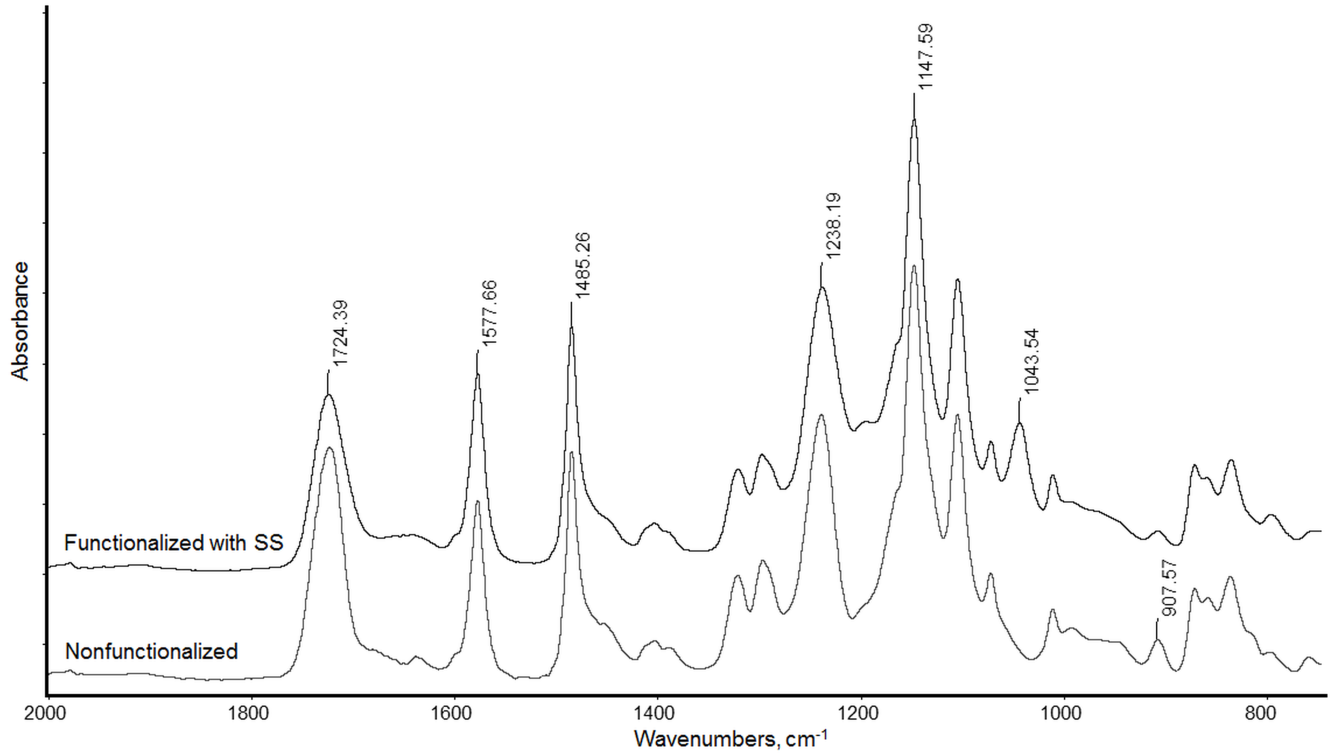 1147.59
1238.19
1485.26
1577.66
1724.39
1043.54
Absorbance
Functionalized with SS
907.57
Nonfunctionalized
2000 1800 1600 1400 1200 1000 800
Wavenumbers, cm⁻¹